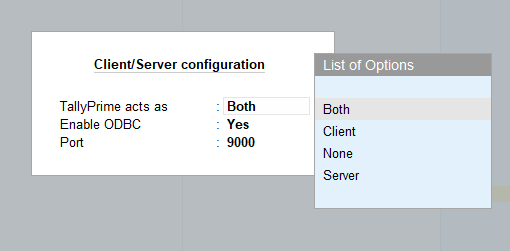 Client/Server configuration
TallyPrime acts as : Both
Enable ODBC : Yes
Port : 9000
List of Options
Both
Client
None
Server